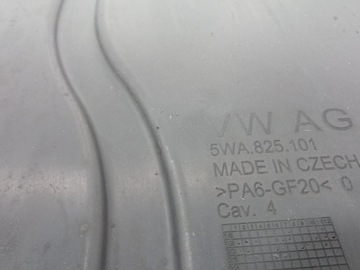 VW AG
5WA.825.101
MADE IN CZECH
>PA6-GF20< 0
Cav. 4